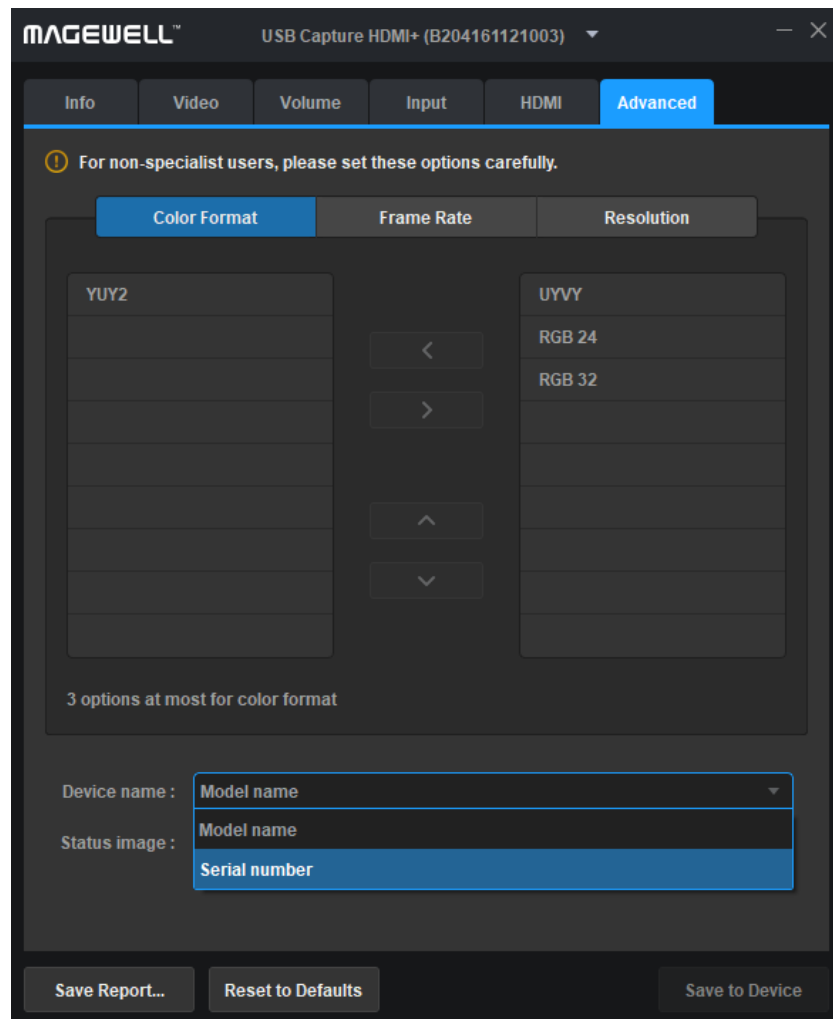 MAGEWELL™ USB Capture HDMI+ (B204161121003)
Info Video Volume Input HDMI Advanced
For non-specialist users, please set these options carefully.
Color Format Frame Rate Resolution
YUY2 UYVY
RGB 24
RGB 32
3 options at most for color format
Device name : Model name
Model name
Status image :
Serial number
Save Report... Reset to Defaults Save to Device